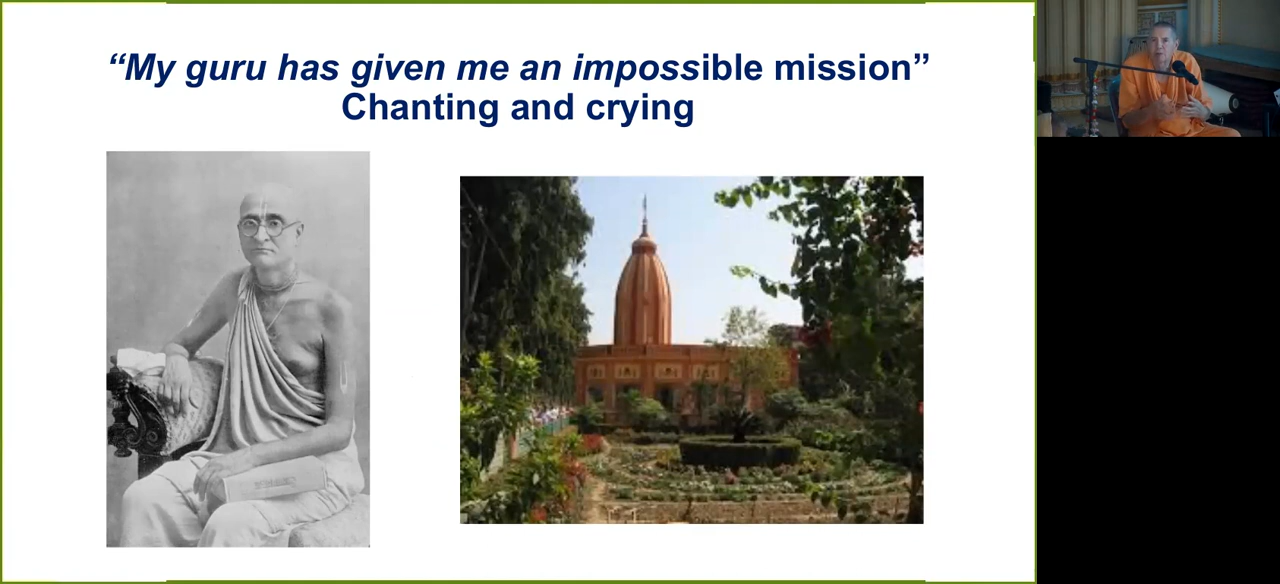 “My guru has given me an impossible mission”
Chanting and crying